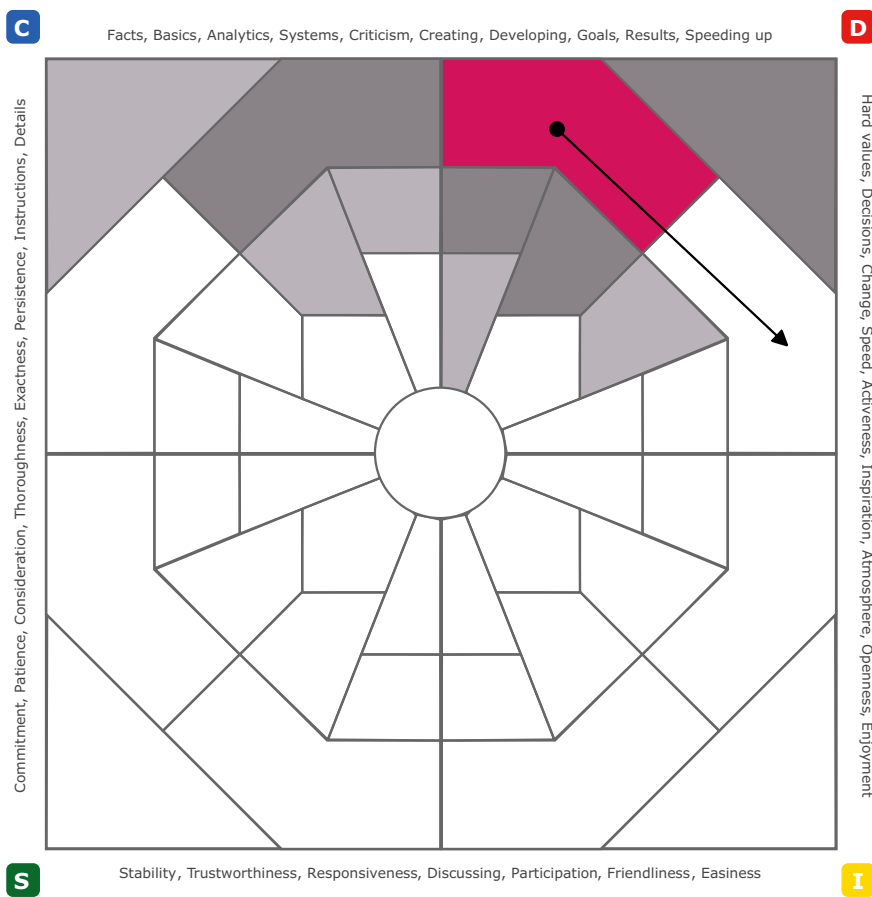 C
Facts, Basics, Analytics, Systems, Criticism, Creating, Developing, Goals, Results, Speeding up
D
Commitment, Patience, Consideration, Thoroughness, Exactness, Persistence, Instructions, Details
Hard values, Decisions, Change, Speed, Activeness, Inspiration, Atmosphere, Openness, Enjoyment
S
Stability, Trustworthiness, Responsiveness, Discussing, Participation, Friendliness, Easiness
I